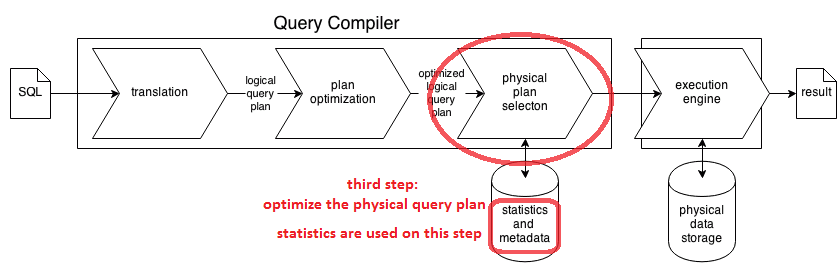 Query Compiler
SQL
translation
logical
query
plan
plan
optimization
optimized
logical
query
plan
physical
plan
selecton
execution
engine
result
third step:
optimize the physical query plan
statistics are used on this step
statistics
and
metadata
physical
data
storage